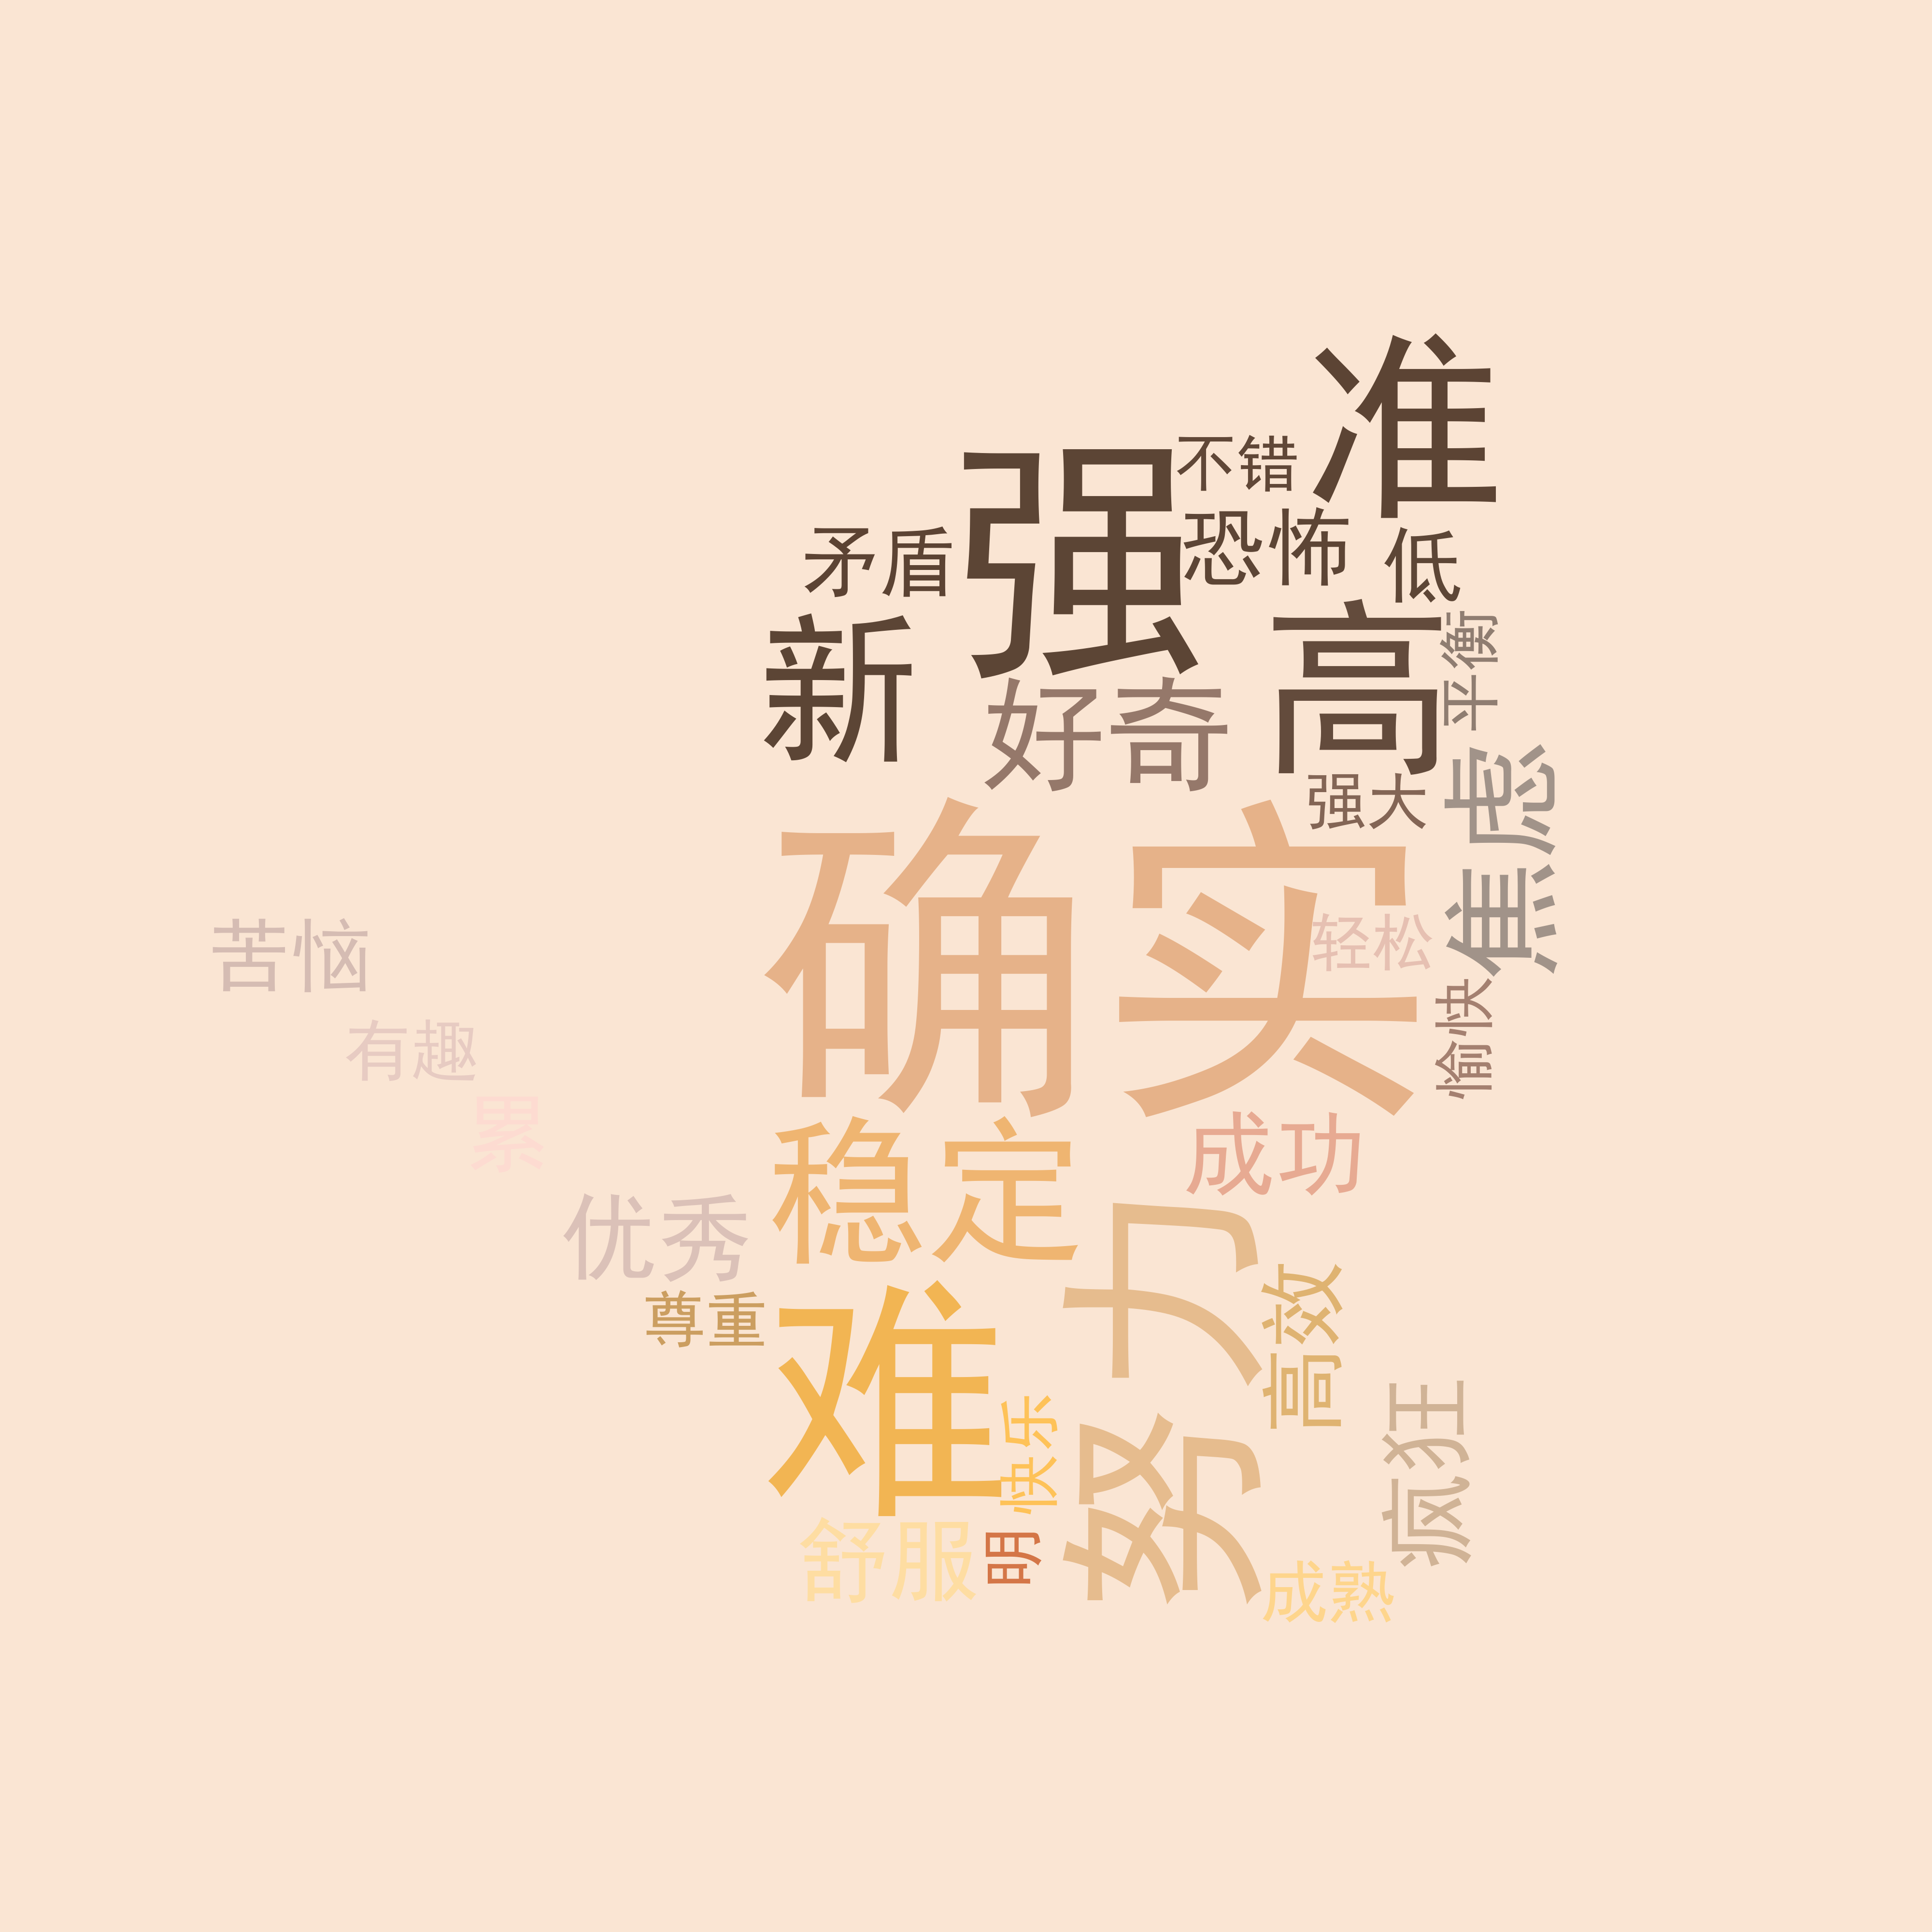 准
不错
强
恐怖
矛盾
低
高
平衡
新
好奇
焦虑
强大
确实
轻松
苦恼
愉快
有趣
累
成功
稳定
优秀
努力
高效
尊重
难
快乐
疯狂
舒服
明
成熟